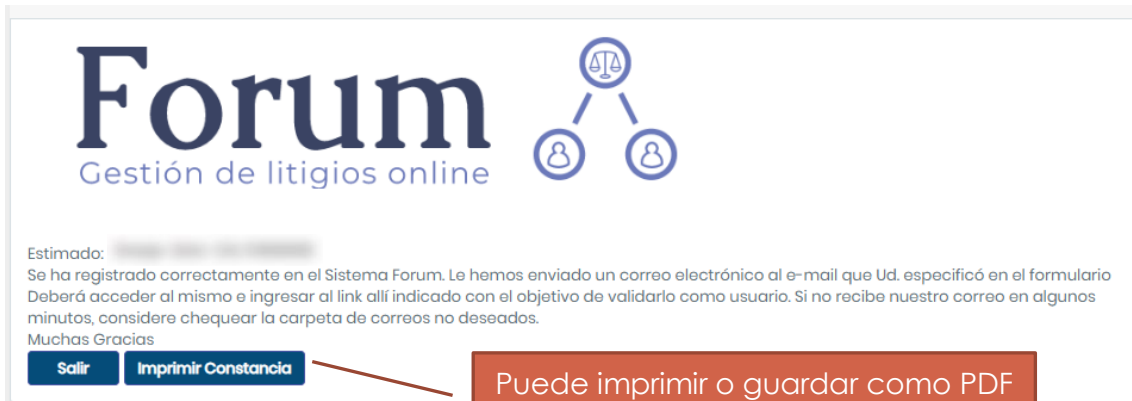 Forum
Gestión de litigios online
Estimado:
Se ha registrado correctamente en el Sistema Forum. Le hemos enviado un correo electrónico al e-mail que Ud. especificó en el formulario
Deberá acceder al mismo e ingresar al link allí indicado con el objetivo de validarlo como usuario. Si no recibe nuestro correo en algunos
minutos, considere chequear la carpeta de correos no deseados.
Muchas Gracias
Salir Imprimir Constancia
Puede imprimir o guardar como PDF